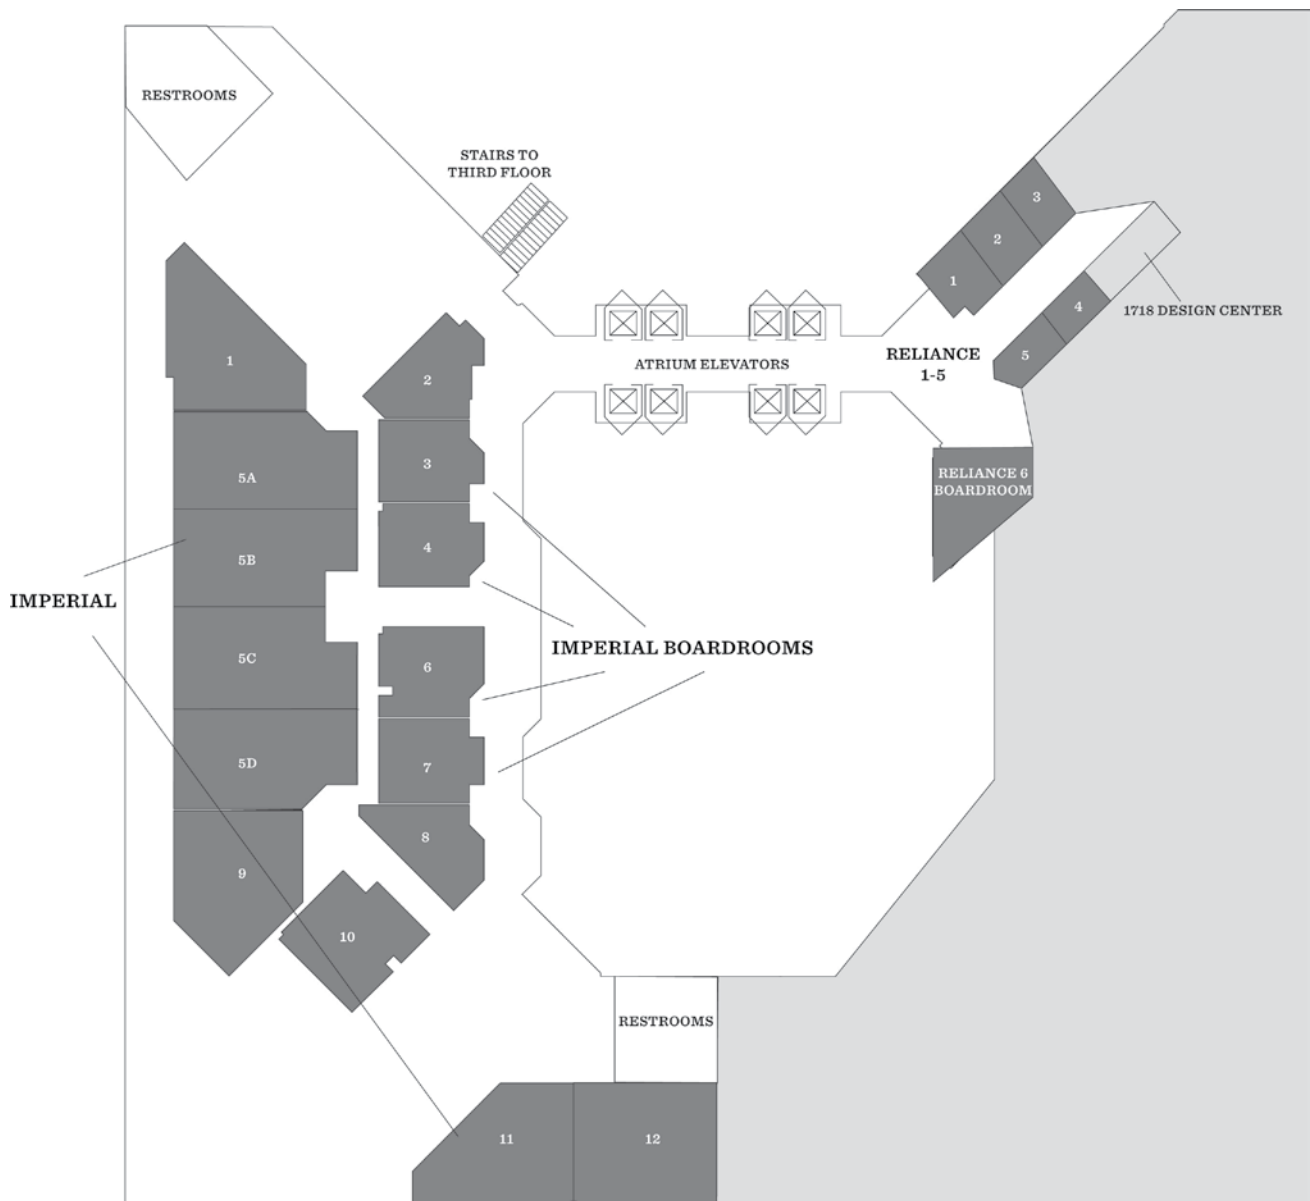 RESTROOMS
STAIRS TO
THIRD FLOOR
3
2
1
4
1718 DESIGN CENTER
5
RELIANCE
1-5
ATRIUM ELEVATORS
1
2
3
5A
RELIANCE 6
BOARDROOM
4
5B
IMPERIAL
IMPERIAL BOARDROOMS
5C
6
5D
7
8
9
10
RESTROOMS
11
12